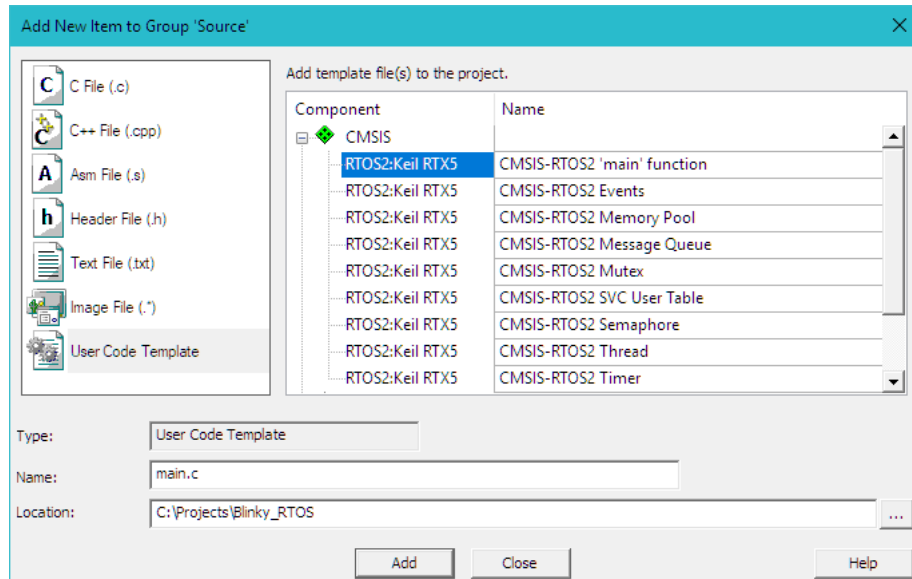 Add New Item to Group 'Source'
C File (.c)
C++ File (.cpp)
Asm File (.s)
Header File (.h)
Text File (.txt)
Image File (.*)
User Code Template
Add template file(s) to the project.
Component Name
CMSIS
RTOS2:Keil RTX5 CMSIS-RTOS2 'main' function
RTOS2:Keil RTX5 CMSIS-RTOS2 Events
RTOS2:Keil RTX5 CMSIS-RTOS2 Memory Pool
RTOS2:Keil RTX5 CMSIS-RTOS2 Message Queue
RTOS2:Keil RTX5 CMSIS-RTOS2 Mutex
RTOS2:Keil RTX5 CMSIS-RTOS2 SVC User Table
RTOS2:Keil RTX5 CMSIS-RTOS2 Semaphore
RTOS2:Keil RTX5 CMSIS-RTOS2 Thread
RTOS2:Keil RTX5 CMSIS-RTOS2 Timer
Type: User Code Template
Name: main.c
Location: C:\Projects\Blinky_RTOS ...
Add Close Help